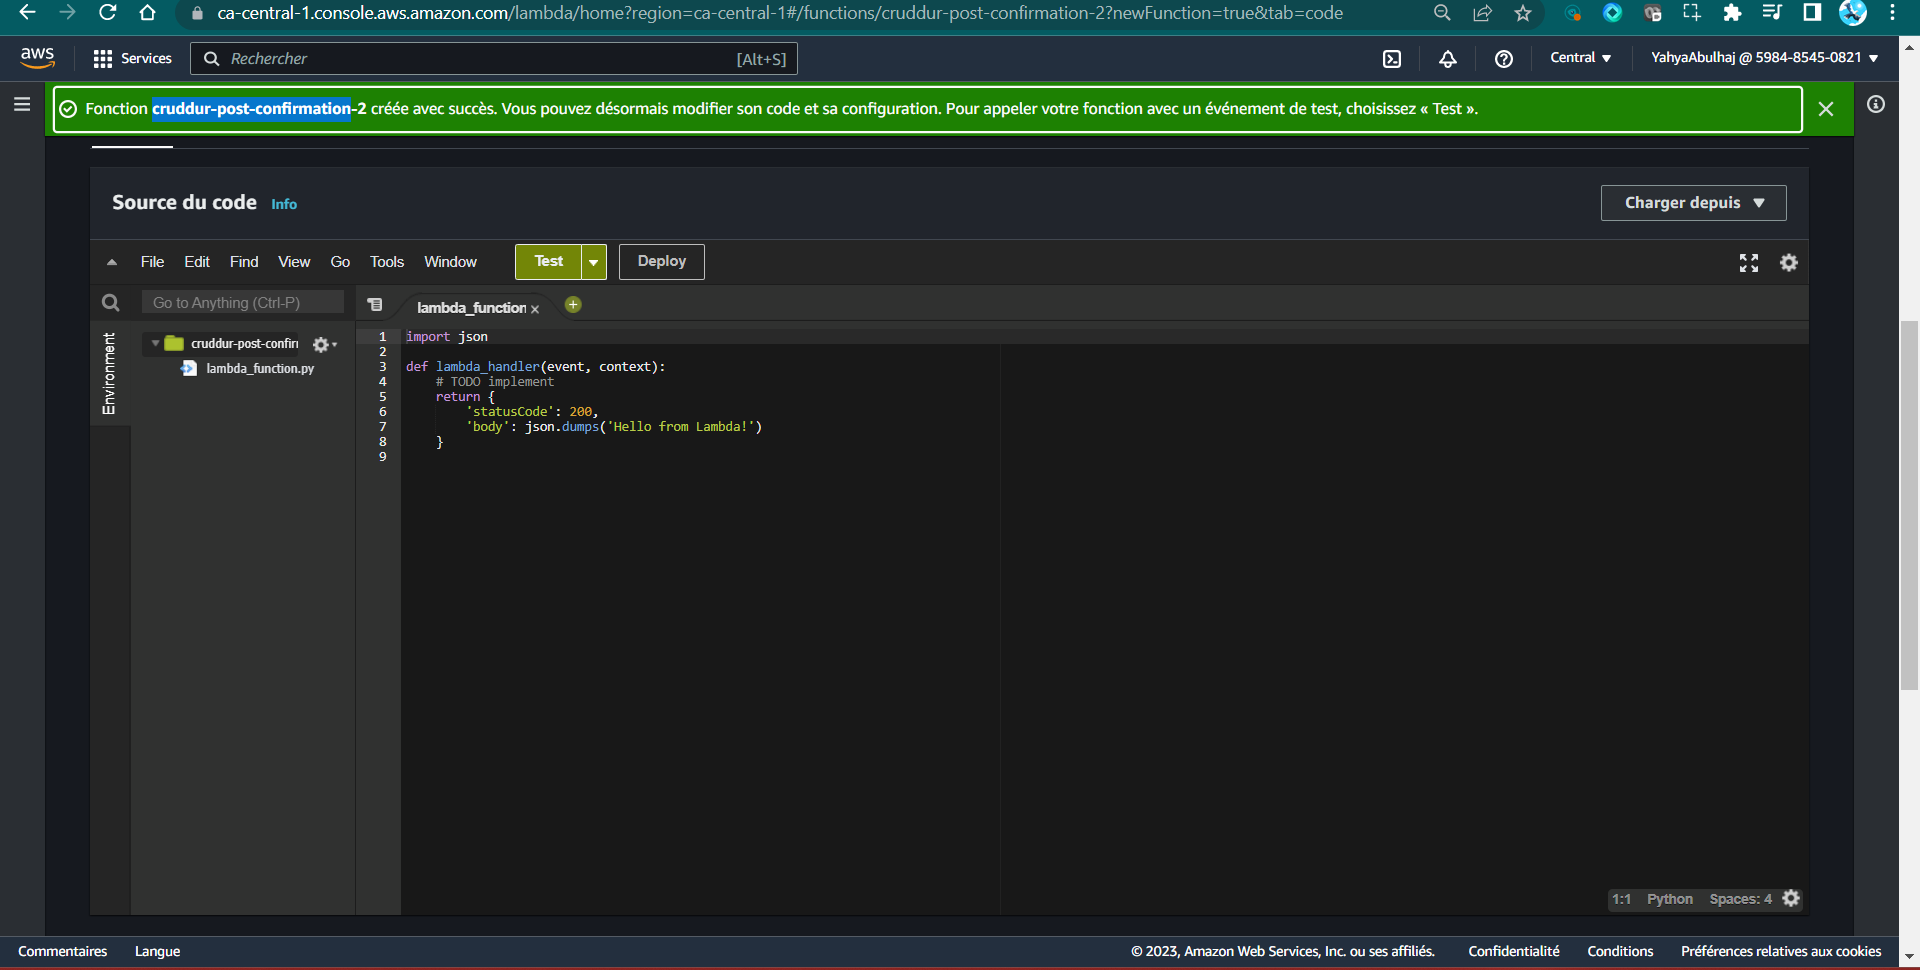 ca-central-1.console.aws.amazon.com/lambda/home?region=ca-central-1#/functions/cruddur-post-confirmation-2?newFunction=true&tab=code
aws Services Rechercher [Alt+S] Central YahyaAbulhaj @ 5984-8545-0821
Fonction cruddur-post-confirmation-2 créée avec succès. Vous pouvez désormais modifier son code et sa configuration. Pour appeler votre fonction avec un événement de test, choisissez « Test ».
Source du code Info Charger depuis
File Edit Find View Go Tools Window Test Deploy
Go to Anything (Ctrl-P) lambda_function
Environment
cruddur-post-confir
lambda_function.py
1 import json
2
3 def lambda_handler(event, context):
4 # TODO implement
5 return {
6 'statusCode': 200,
7 'body': json.dumps('Hello from Lambda!')
8 }
9
1:1 Python Spaces: 4
Commentaires Langue © 2023, Amazon Web Services, Inc. ou ses affiliés. Confidentialité Conditions Préférences relatives aux cookies